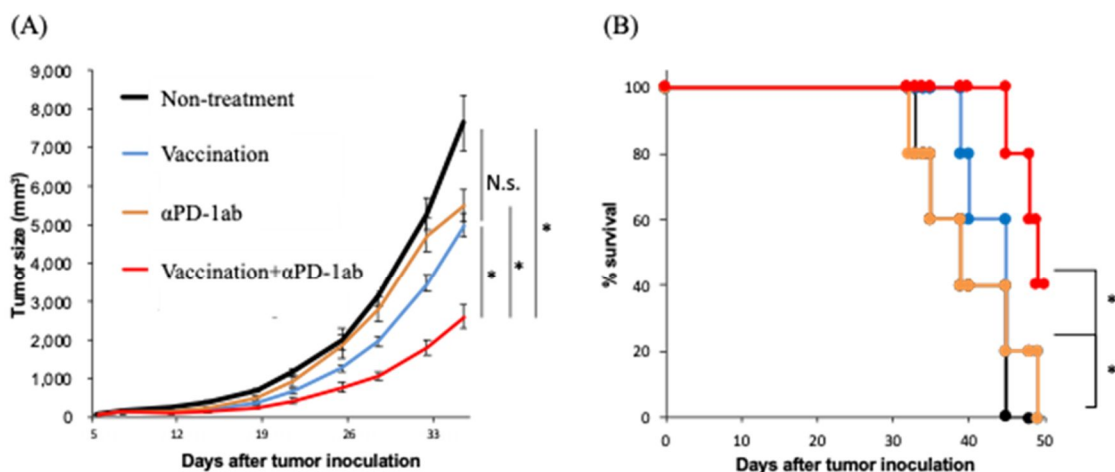 (A)
9,000
8,000
7,000
6,000
5,000
4,000
3,000
2,000
1,000
0
Tumor size (mm³)
Non-treatment
Vaccination
αPD-1ab
Vaccination+αPD-1ab
N.s.
*
*
*
5 12 19 26 33
Days after tumor inoculation
(B)
100
80
60
40
20
0
% survival
*
*
0 10 20 30 40 50
Days after tumor inoculation